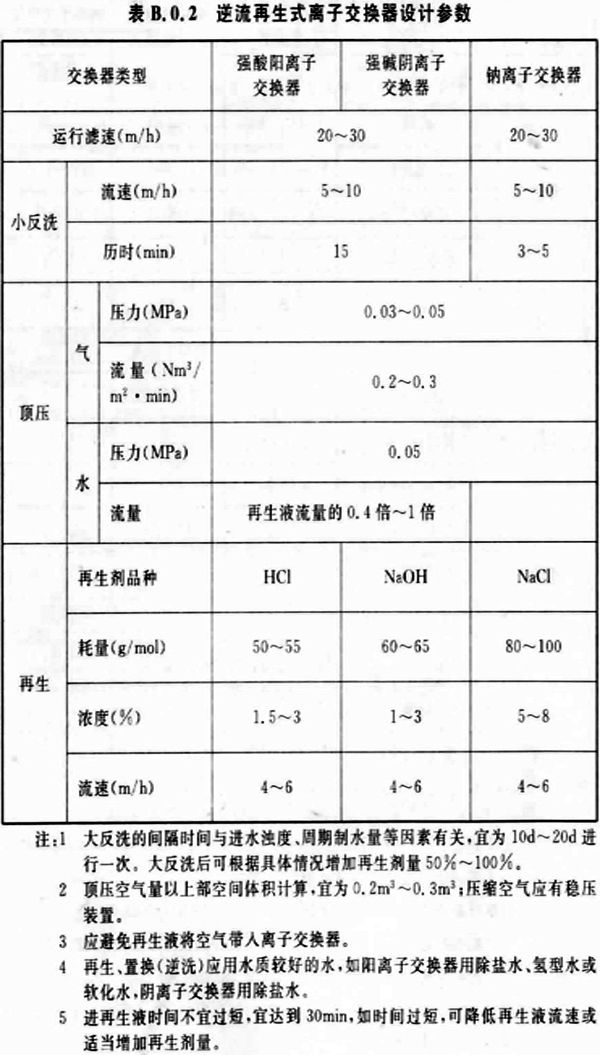 表 B.0.2 逆流再生式离子交换器设计参数
交换器类型 强酸阳离子交换器 强碱阴离子交换器 钠离子交换器
运行滤速(m/h) 20～30 20～30
小反洗 流速(m/h) 5～10 5～10
历时(min) 15 3～5
顶压 气 压力(MPa) 0.03～0.05
流量(Nm³/m²·min) 0.2～0.3
水 压力(MPa) 0.05
流量 再生液流量的0.4倍～1倍
再生 再生剂品种 HCl NaOH NaCl
耗量(g/mol) 50～55 60～65 80～100
浓度(%) 1.5～3 1～3 5～8
流速(m/h) 4～6 4～6 4～6
注:1 大反洗的间隔时间与进水浊度、周期制水量等因素有关,宜为10d～20d进
行一次。大反洗后可根据具体情况增加再生剂量50%～100%。
2 顶压空气量以上部空间体积计算,宜为0.2m³～0.3m³;压缩空气应有稳压
装置。
3 应避免再生液将空气带入离子交换器。
4 再生、置换(逆洗)应用水质较好的水,如阳离子交换器用除盐水、氢型水或
软化水,阴离子交换器用除盐水。
5 进再生液时间不宜过短,宜达到30min,如时间过短,可降低再生液流速或
适当增加再生剂量。